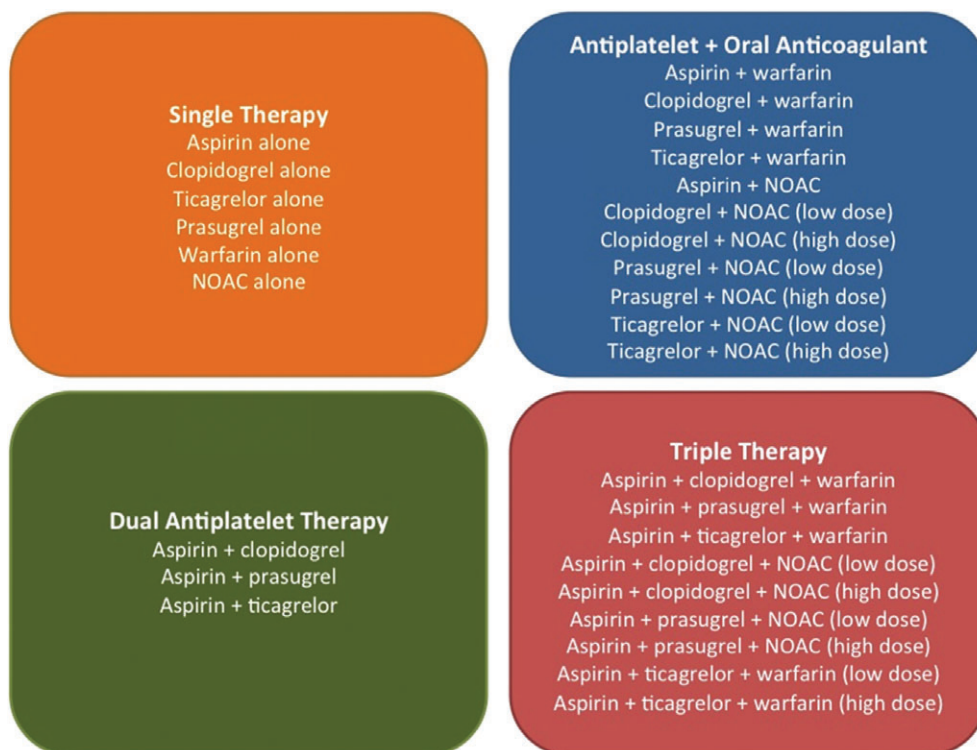 Single Therapy
Aspirin alone
Clopidogrel alone
Ticagrelor alone
Prasugrel alone
Warfarin alone
NOAC alone
Antiplatelet + Oral Anticoagulant
Aspirin + warfarin
Clopidogrel + warfarin
Prasugrel + warfarin
Ticagrelor + warfarin
Aspirin + NOAC
Clopidogrel + NOAC (low dose)
Clopidogrel + NOAC (high dose)
Prasugrel + NOAC (low dose)
Prasugrel + NOAC (high dose)
Ticagrelor + NOAC (low dose)
Ticagrelor + NOAC (high dose)
Dual Antiplatelet Therapy
Aspirin + clopidogrel
Aspirin + prasugrel
Aspirin + ticagrelor
Triple Therapy
Aspirin + clopidogrel + warfarin
Aspirin + prasugrel + warfarin
Aspirin + ticagrelor + warfarin
Aspirin + clopidogrel + NOAC (low dose)
Aspirin + clopidogrel + NOAC (high dose)
Aspirin + prasugrel + NOAC (low dose)
Aspirin + prasugrel + NOAC (high dose)
Aspirin + ticagrelor + warfarin (low dose)
Aspirin + ticagrelor + warfarin (high dose)